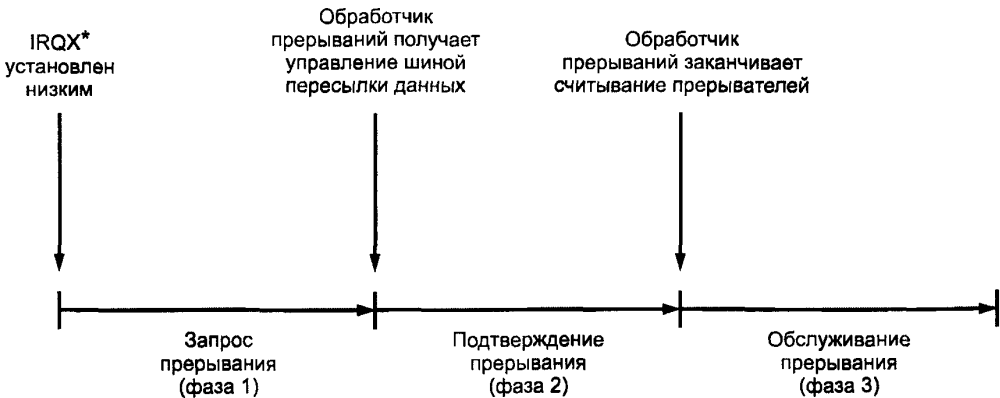 IRQX*
установлен
низким
Обработчик
прерываний получает
управление шиной
пересылки данных
Обработчик
прерываний заканчивает
считывание прерывателей
Запрос
прерывания
(фаза 1)
Подтверждение
прерывания
(фаза 2)
Обслуживание
прерывания
(фаза 3)